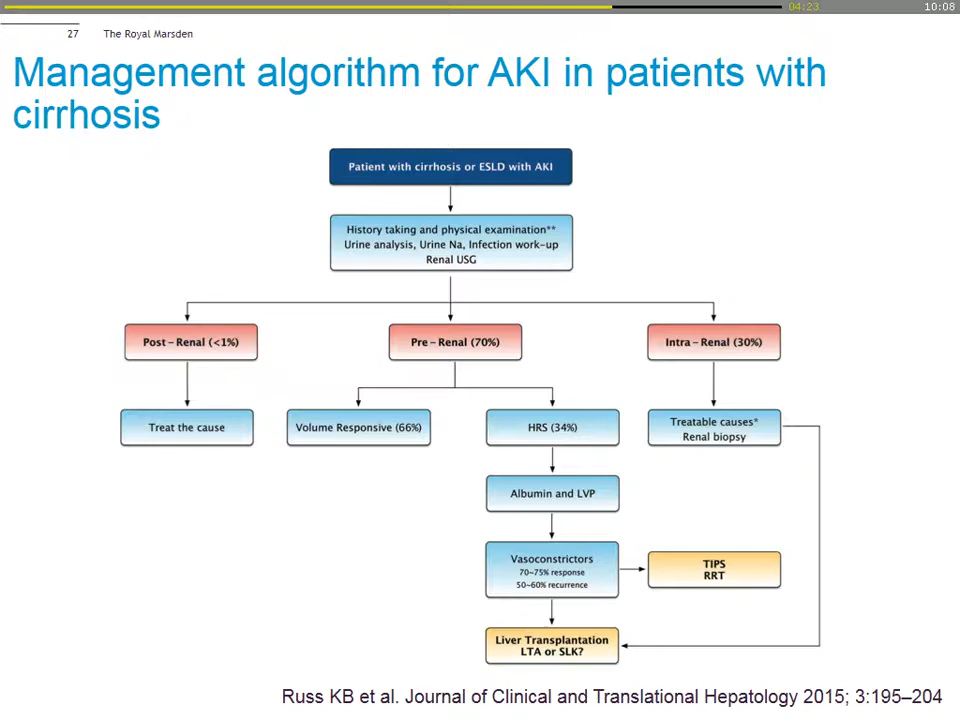 04:23
10:08
27 The Royal Marsden
Management algorithm for AKI in patients with
cirrhosis
Patient with cirrhosis or ESLD with AKI
History taking and physical examination**
Urine analysis, Urine Na, Infection work-up
Renal USG
Post – Renal (<1%)
Pre – Renal (70%)
Intra – Renal (30%)
Treat the cause
Volume Responsive (66%)
HRS (34%)
Treatable causes*
Renal biopsy
Albumin and LVP
Vasoconstrictors
70~75% response
50~60% recurrence
TIPS
RRT
Liver Transplantation
LTA or SLK?
Russ KB et al. Journal of Clinical and Translational Hepatology 2015; 3:195–204